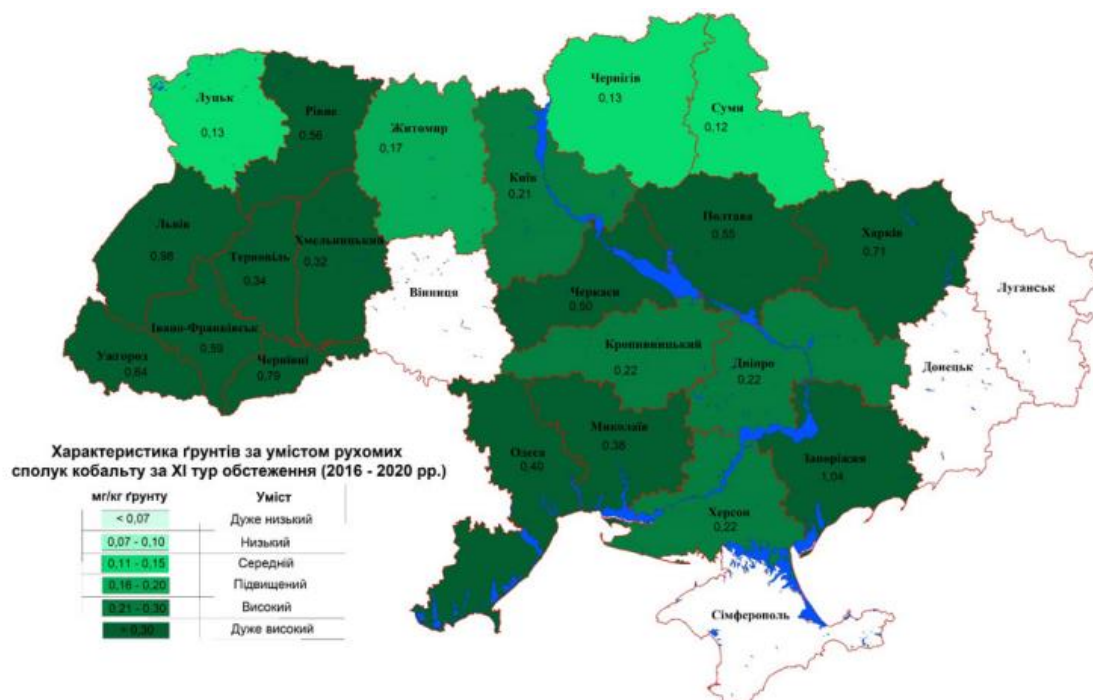 Чернігів
0,13
Суми
0,12
Луцьк
0,13
Рівне
0,56
Житомир
0,17
Київ
0,21
Полтава
0,55
Харків
0,71
Львів
0,98
Тернопіль
0,34
Хмельницький
0,32
Вінниця
Черкаси
0,50
Луганськ
Івано-Франківськ
0,59
Ужгород
0,84
Чернівці
0,79
Кропивницький
0,22
Дніпро
0,22
Донецьк
Одеса
0,40
Миколаїв
0,38
Запоріжжя
1,04
Херсон
0,22
Сімферополь
Характеристика ґрунтів за умістом рухомих
сполук кобальту за XI тур обстеження (2016 - 2020 рр.)
мг/кг ґрунту Уміст
< 0,07 Дуже низький
0,07 - 0,10 Низький
0,11 - 0,15 Середній
0,16 - 0,20 Підвищений
0,21 - 0,30 Високий
> 0,30 Дуже високий